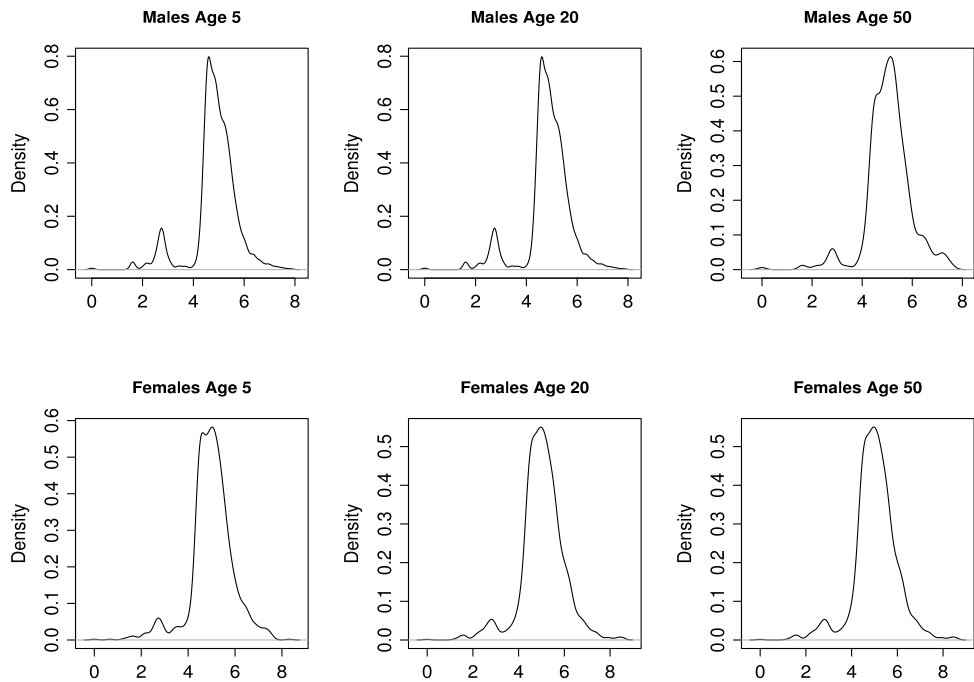 Males Age 5
Males Age 20
Males Age 50
Density
0.0 0.2 0.4 0.6 0.8
0 2 4 6 8
Density
0.0 0.2 0.4 0.6 0.8
0 2 4 6 8
Density
0.0 0.1 0.2 0.3 0.4 0.5 0.6
0 2 4 6 8
Females Age 5
Females Age 20
Females Age 50
Density
0.0 0.1 0.2 0.3 0.4 0.5 0.6
0 2 4 6 8
Density
0.0 0.1 0.2 0.3 0.4 0.5
0 2 4 6 8
Density
0.0 0.1 0.2 0.3 0.4 0.5
0 2 4 6 8